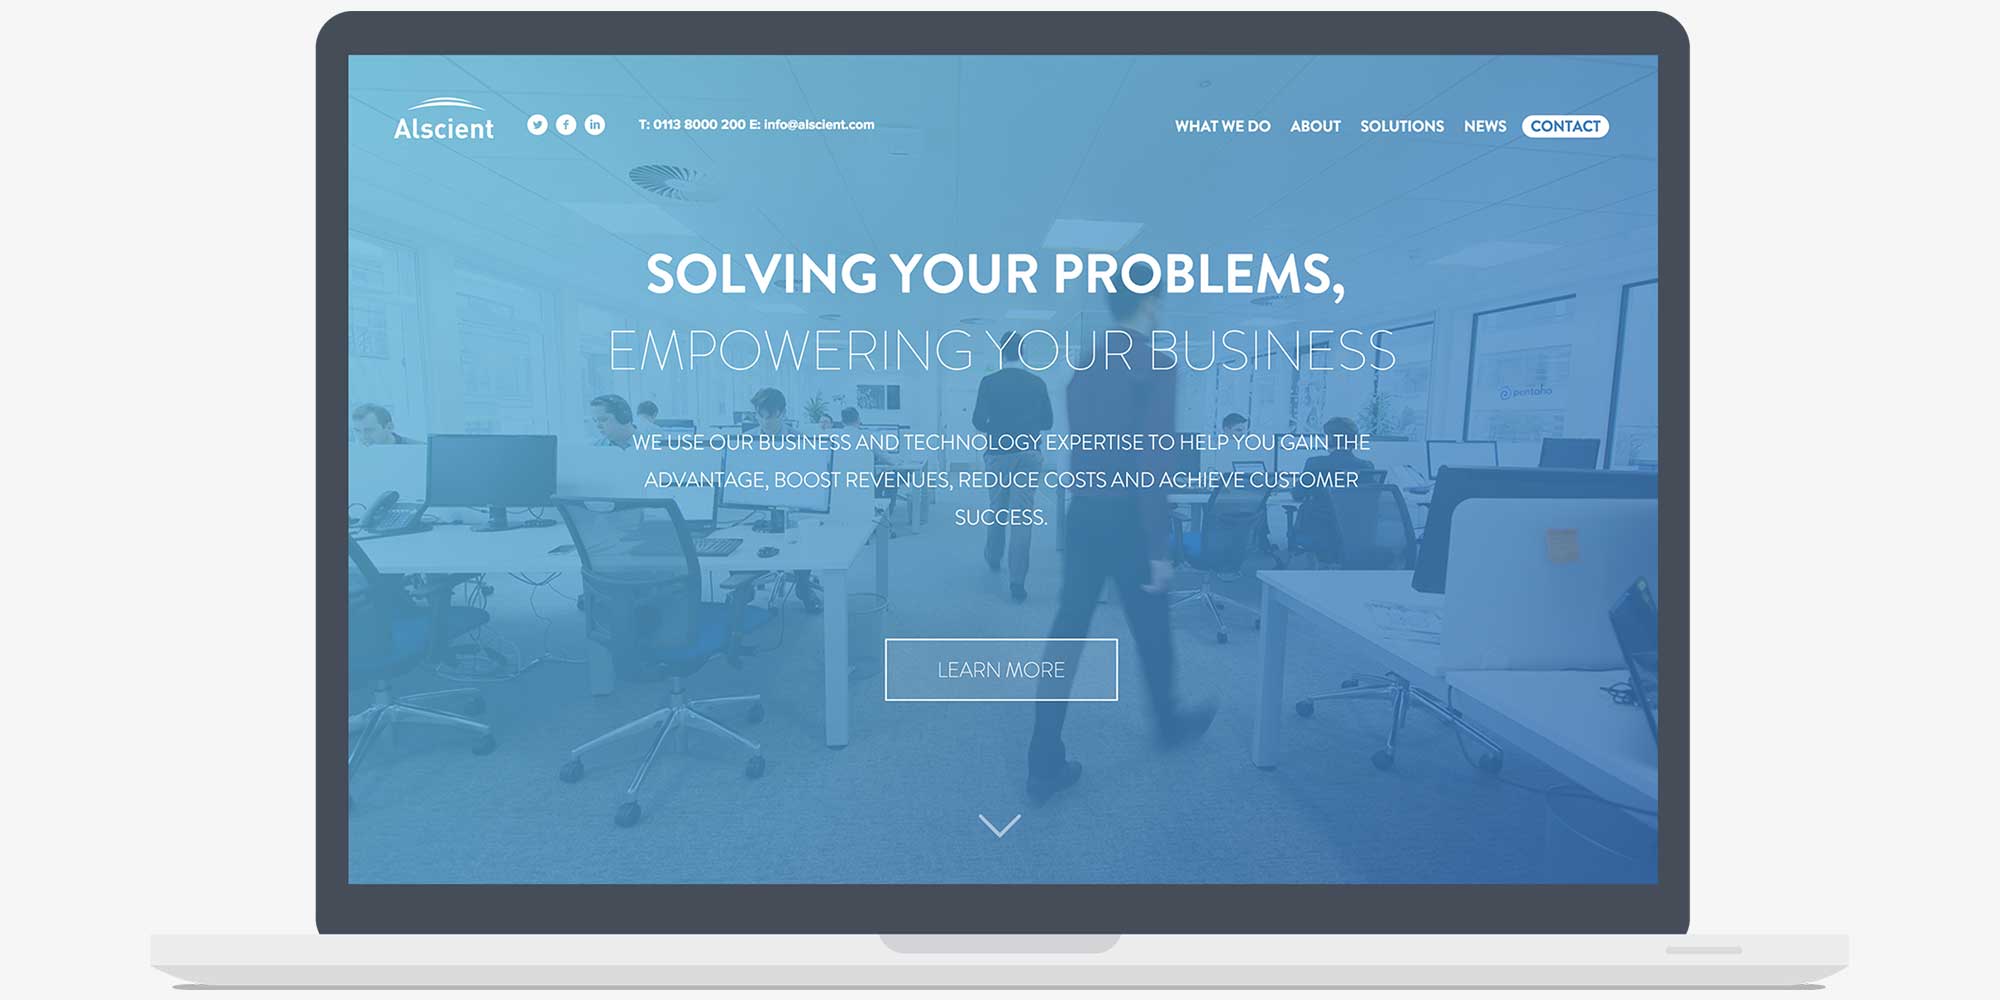 Alscient
T: 0113 8000 200 E: info@alscient.com
WHAT WE DO ABOUT SOLUTIONS NEWS CONTACT
SOLVING YOUR PROBLEMS,
EMPOWERING YOUR BUSINESS
pentaho
WE USE OUR BUSINESS AND TECHNOLOGY EXPERTISE TO HELP YOU GAIN THE
ADVANTAGE, BOOST REVENUES, REDUCE COSTS AND ACHIEVE CUSTOMER
SUCCESS.
LEARN MORE